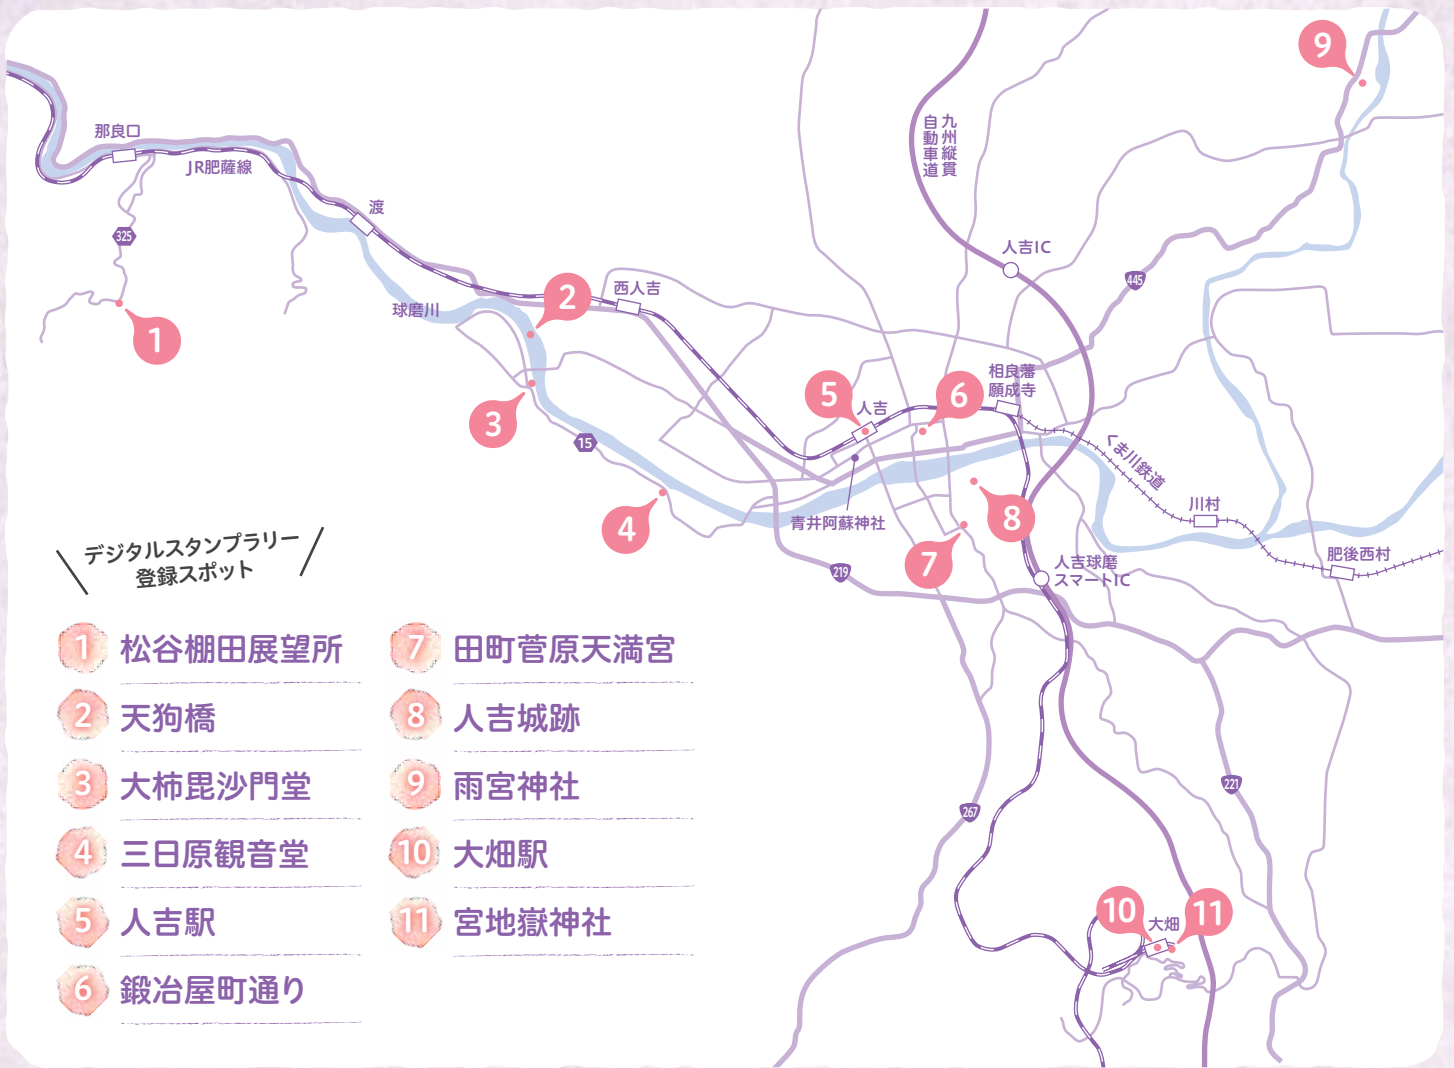 那良口
JR肥薩線
渡
325
球磨川
西人吉
15
九州縦貫
自動車道
人吉IC
445
相良藩
願成寺
人吉
青井阿蘇神社
くま川鉄道
川村
肥後西村
人吉球磨
スマートIC
219
267
221
大畑
1
2
3
4
5
6
7
8
9
10
11
デジタルスタンプラリー
登録スポット
1 松谷棚田展望所
2 天狗橋
3 大柿毘沙門堂
4 三日原観音堂
5 人吉駅
6 鍛冶屋町通り
7 田町菅原天満宮
8 人吉城跡
9 雨宮神社
10 大畑駅
11 宮地嶽神社